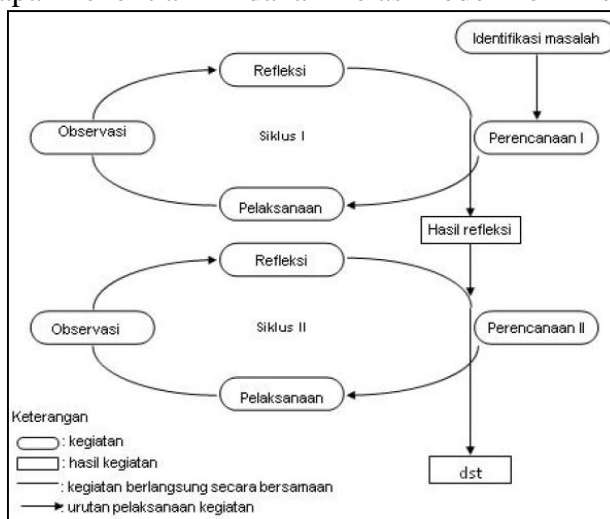 Identifikasi masalah
Refleksi
Observasi
Siklus I
Perencanaan I
Pelaksanaan
Hasil refleksi
Refleksi
Observasi
Siklus II
Perencanaan II
Pelaksanaan
Keterangan
: kegiatan
: hasil kegiatan
: kegiatan berlangsung secara bersamaan
: urutan pelaksanaan kegiatan
dst